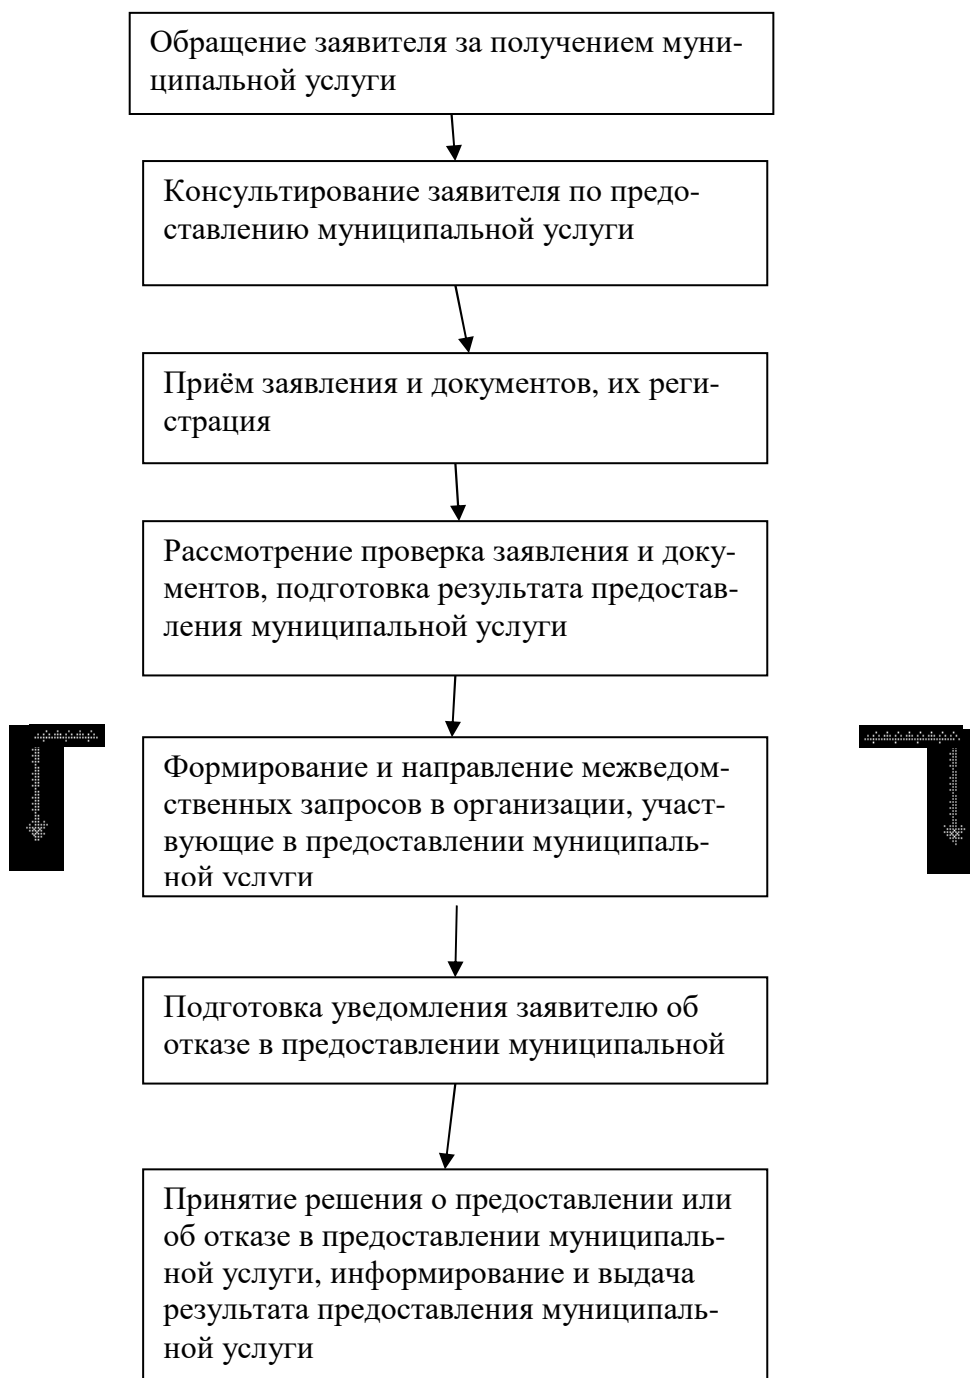 Обращение заявителя за получением муни-
ципальной услуги
Консультирование заявителя по предо-
ставлению муниципальной услуги
Приём заявления и документов, их реги-
страция
Рассмотрение проверка заявления и доку-
ментов, подготовка результата предостав-
ления муниципальной услуги
Формирование и направление межведом-
ственных запросов в организации, участ-
вующие в предоставлении муниципаль-
ной услуги
Подготовка уведомления заявителю об
отказе в предоставлении муниципальной
Принятие решения о предоставлении или
об отказе в предоставлении муниципаль-
ной услуги, информирование и выдача
результата предоставления муниципаль-
ной услуги